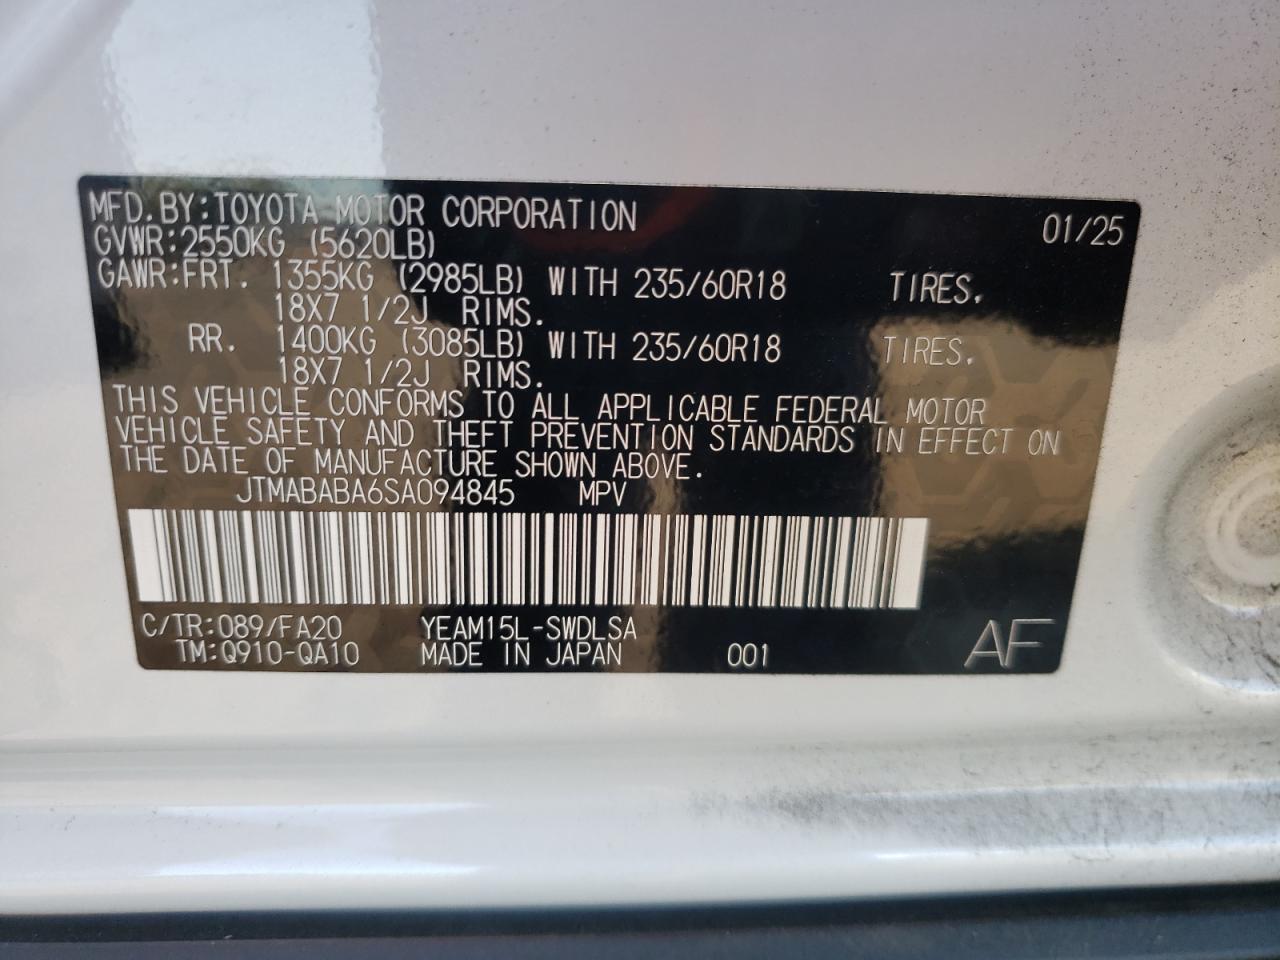 MFD. BY: TOYOTA MOTOR CORPORATION 01/25
GVWR: 2550KG (5620LB)
GAWR: FRT. 1355KG (2985LB) WITH 235/60R18 TIRES,
18X7 1/2J RIMS.
RR. 1400KG (3085LB) WITH 235/60R18 TIRES,
18X7 1/2J RIMS.
THIS VEHICLE CONFORMS TO ALL APPLICABLE FEDERAL MOTOR
VEHICLE SAFETY AND THEFT PREVENTION STANDARDS IN EFFECT ON
THE DATE OF MANUFACTURE SHOWN ABOVE.
JTMABABA6SA094845 MPV
C/TR: 089/FA20 YEAM15L-SWDLSA
TM: Q910-QA10 MADE IN JAPAN 001 AF